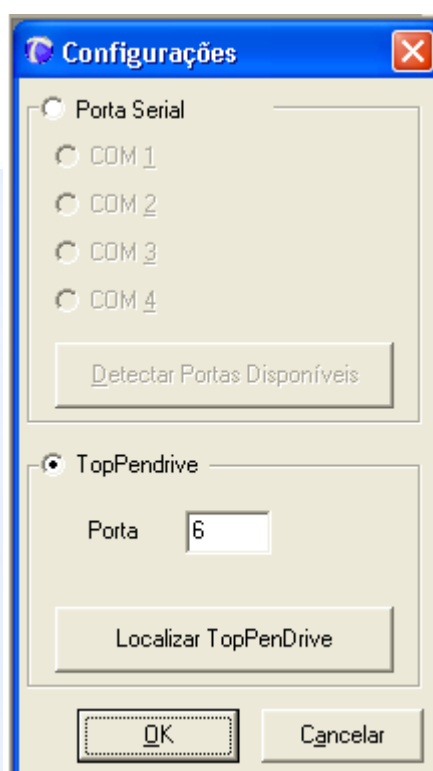 Configurações
Porta Serial
COM 1
COM 2
COM 3
COM 4
Detectar Portas Disponíveis
TopPendrive
Porta 6
Localizar TopPenDrive
OK Cancelar